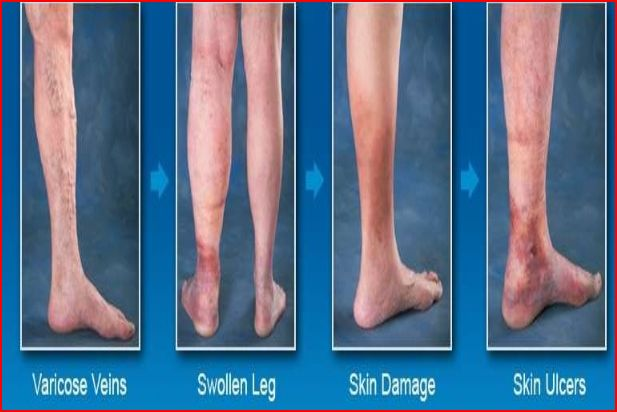 Varicose Veins
Swollen Leg
Skin Damage
Skin Ulcers